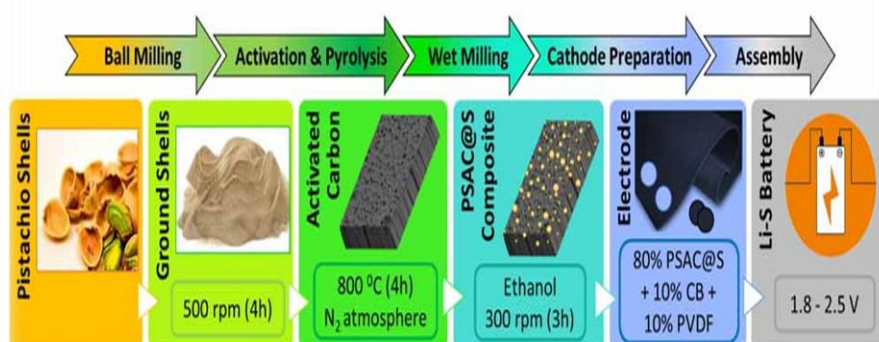 Ball Milling
Activation & Pyrolysis
Wet Milling
Cathode Preparation
Assembly
Pistachio Shells
Ground Shells
500 rpm (4h)
Activated
Carbon
800 ⁰C (4h)
N₂ atmosphere
PSAC@S
Composite
Ethanol
300 rpm (3h)
Electrode
80% PSAC@S
+ 10% CB +
10% PVDF
Li-S Battery
1.8 - 2.5 V